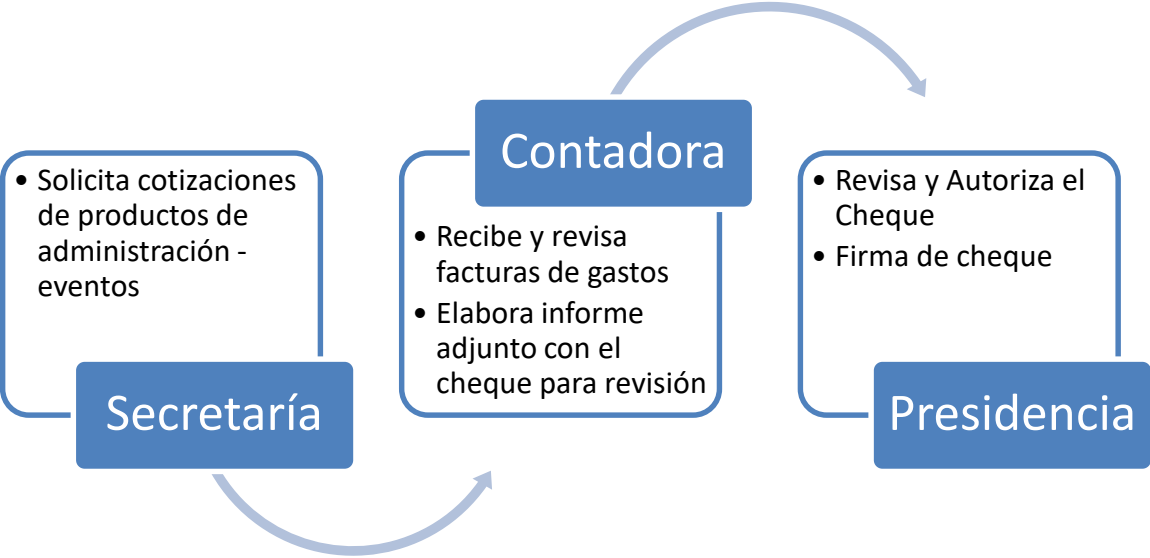 • Solicita cotizaciones
de productos de
administración -
eventos
Secretaría
Contadora
• Recibe y revisa
facturas de gastos
• Elabora informe
adjunto con el
cheque para revisión
• Revisa y Autoriza el
Cheque
• Firma de cheque
Presidencia